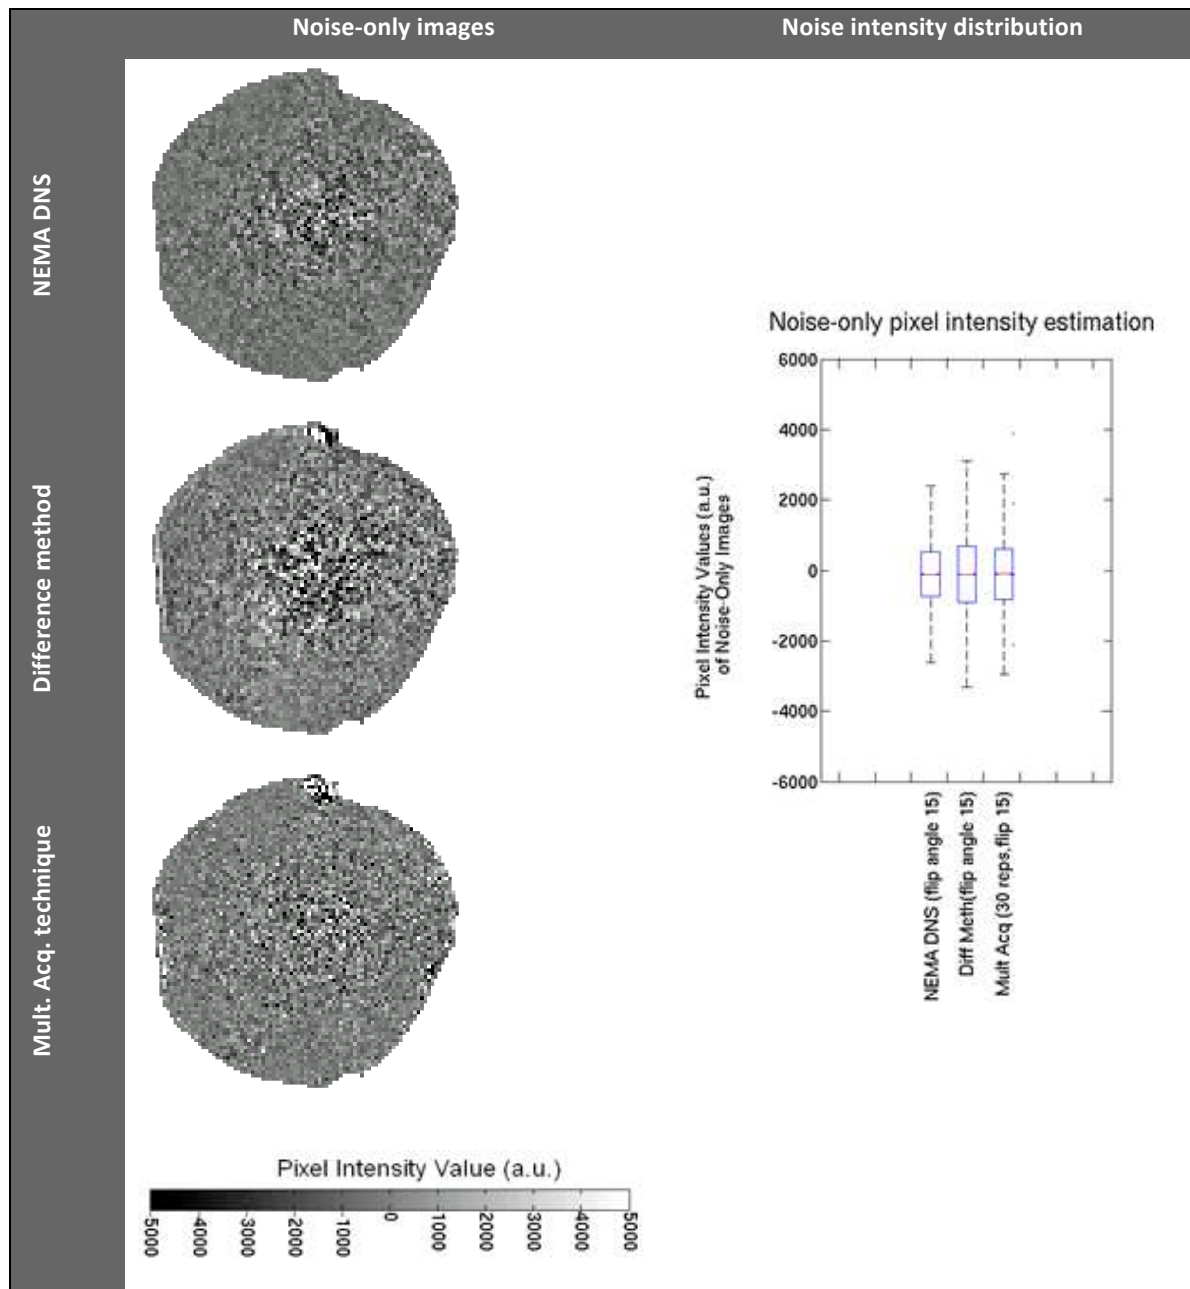 Noise-only images
Noise intensity distribution
NEMA DNS
Difference method
Mult. Acq. technique
Noise-only pixel intensity estimation
6000
4000
2000
0
-2000
-4000
-6000
Pixel Intensity Values (a.u.)
of Noise-Only Images
NEMA DNS (flip angle 15)
Diff Meth(flip angle 15)
Mult Acq (30 reps,flip 15)
Pixel Intensity Value (a.u.)
5000
4000
3000
2000
1000
0
1000
2000
3000
4000
5000